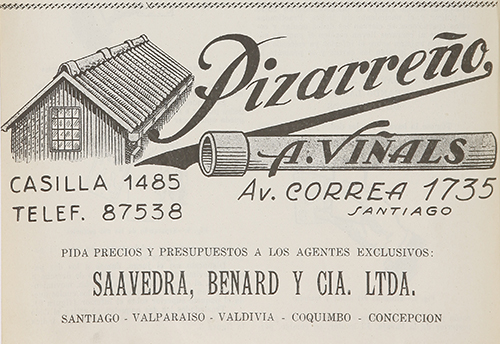 Pizarreño,
A. VIÑALS
CASILLA 1485
TELEF. 87538
Av. CORREA 1735
SANTIAGO
PIDA PRECIOS Y PRESUPUESTOS A LOS AGENTES EXCLUSIVOS:
SAAVEDRA, BENARD Y CIA. LTDA.
SANTIAGO - VALPARAISO - VALDIVIA - COQUIMBO - CONCEPCION